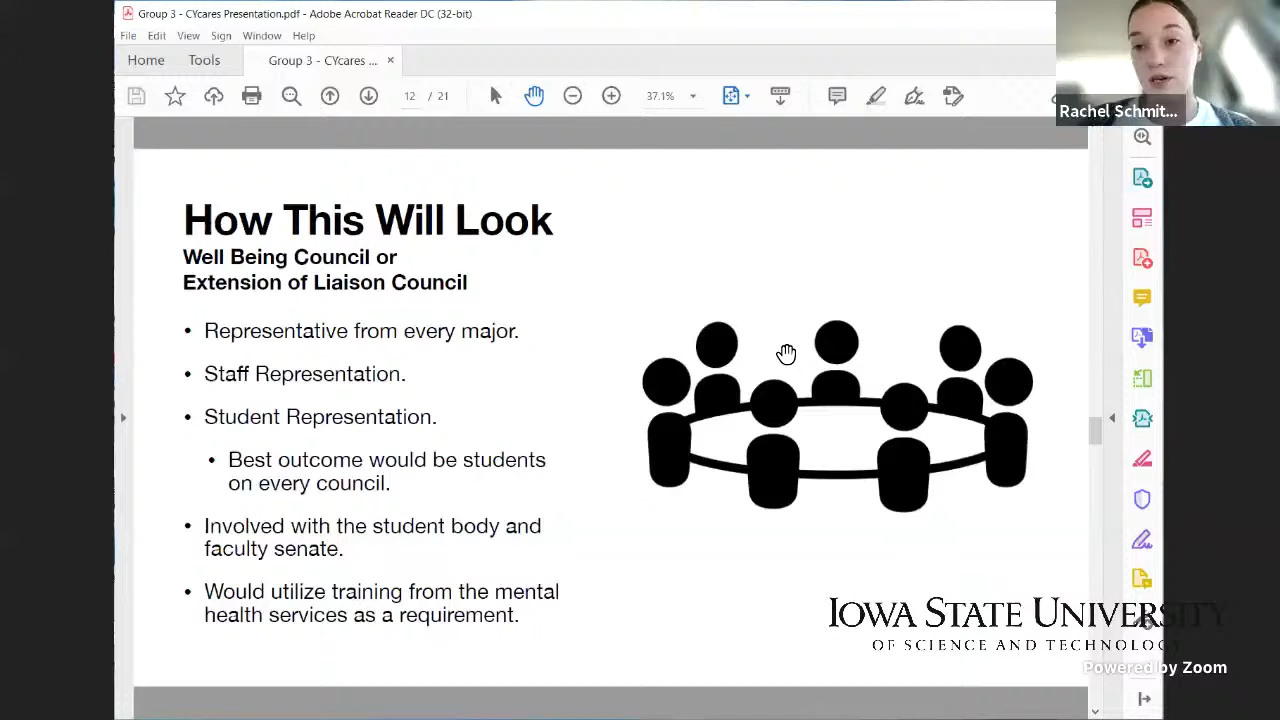 Group 3 - CYcares Presentation.pdf - Adobe Acrobat Reader DC (32-bit)
File Edit View Sign Window Help
Home Tools Group 3 - CYcares ... ×
12 / 21 37.1%
Rachel Schmit...
How This Will Look
Well Being Council or
Extension of Liaison Council
• Representative from every major.
• Staff Representation.
• Student Representation.
• Best outcome would be students
on every council.
• Involved with the student body and
faculty senate.
• Would utilize training from the mental
health services as a requirement.
IOWA STATE UNIVERSITY
OF SCIENCE AND TECHNOLOGY
Powered by Zoom